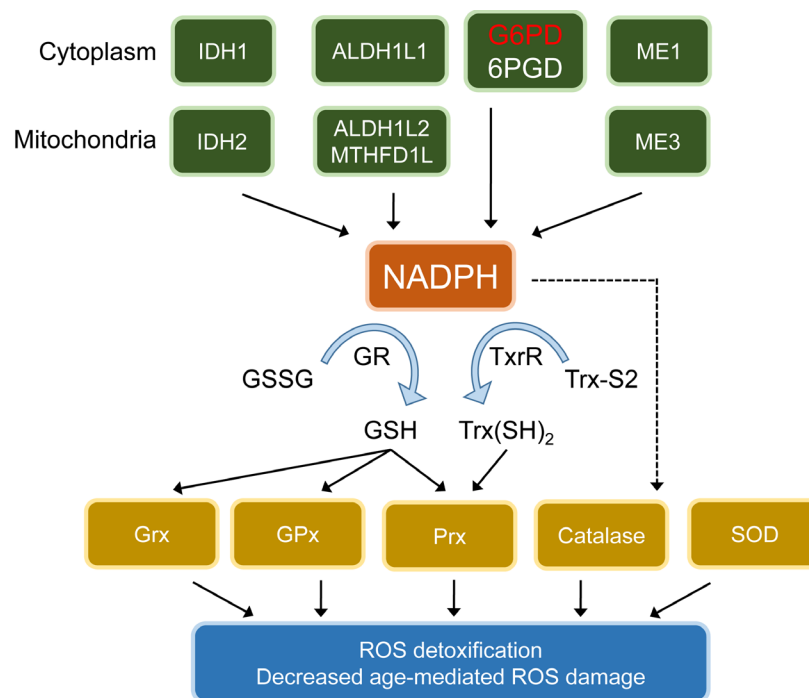 Cytoplasm
IDH1
ALDH1L1
G6PD
6PGD
ME1
Mitochondria
IDH2
ALDH1L2
MTHFD1L
ME3
NADPH
GSSG
GR
TxrR
Trx-S2
GSH
Trx(SH)₂
Grx
GPx
Prx
Catalase
SOD
ROS detoxification
Decreased age-mediated ROS damage